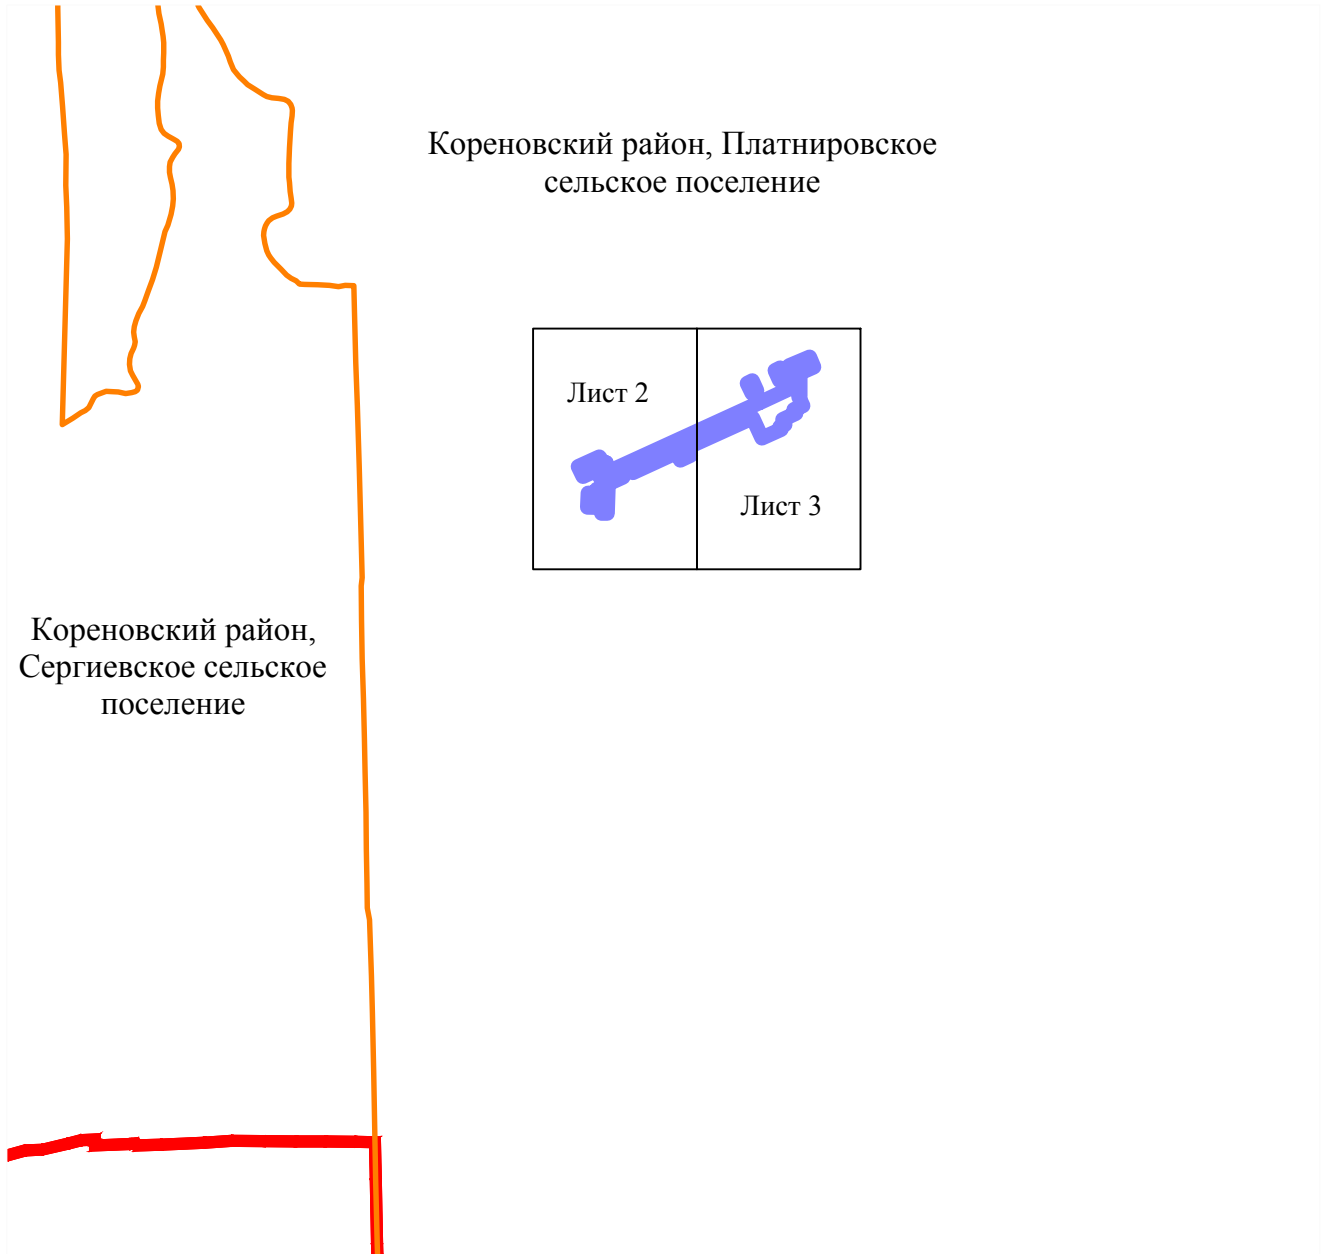 Кореновский район, Платнировское
сельское поселение
Лист 2
Лист 3
Кореновский район,
Сергиевское сельское
поселение